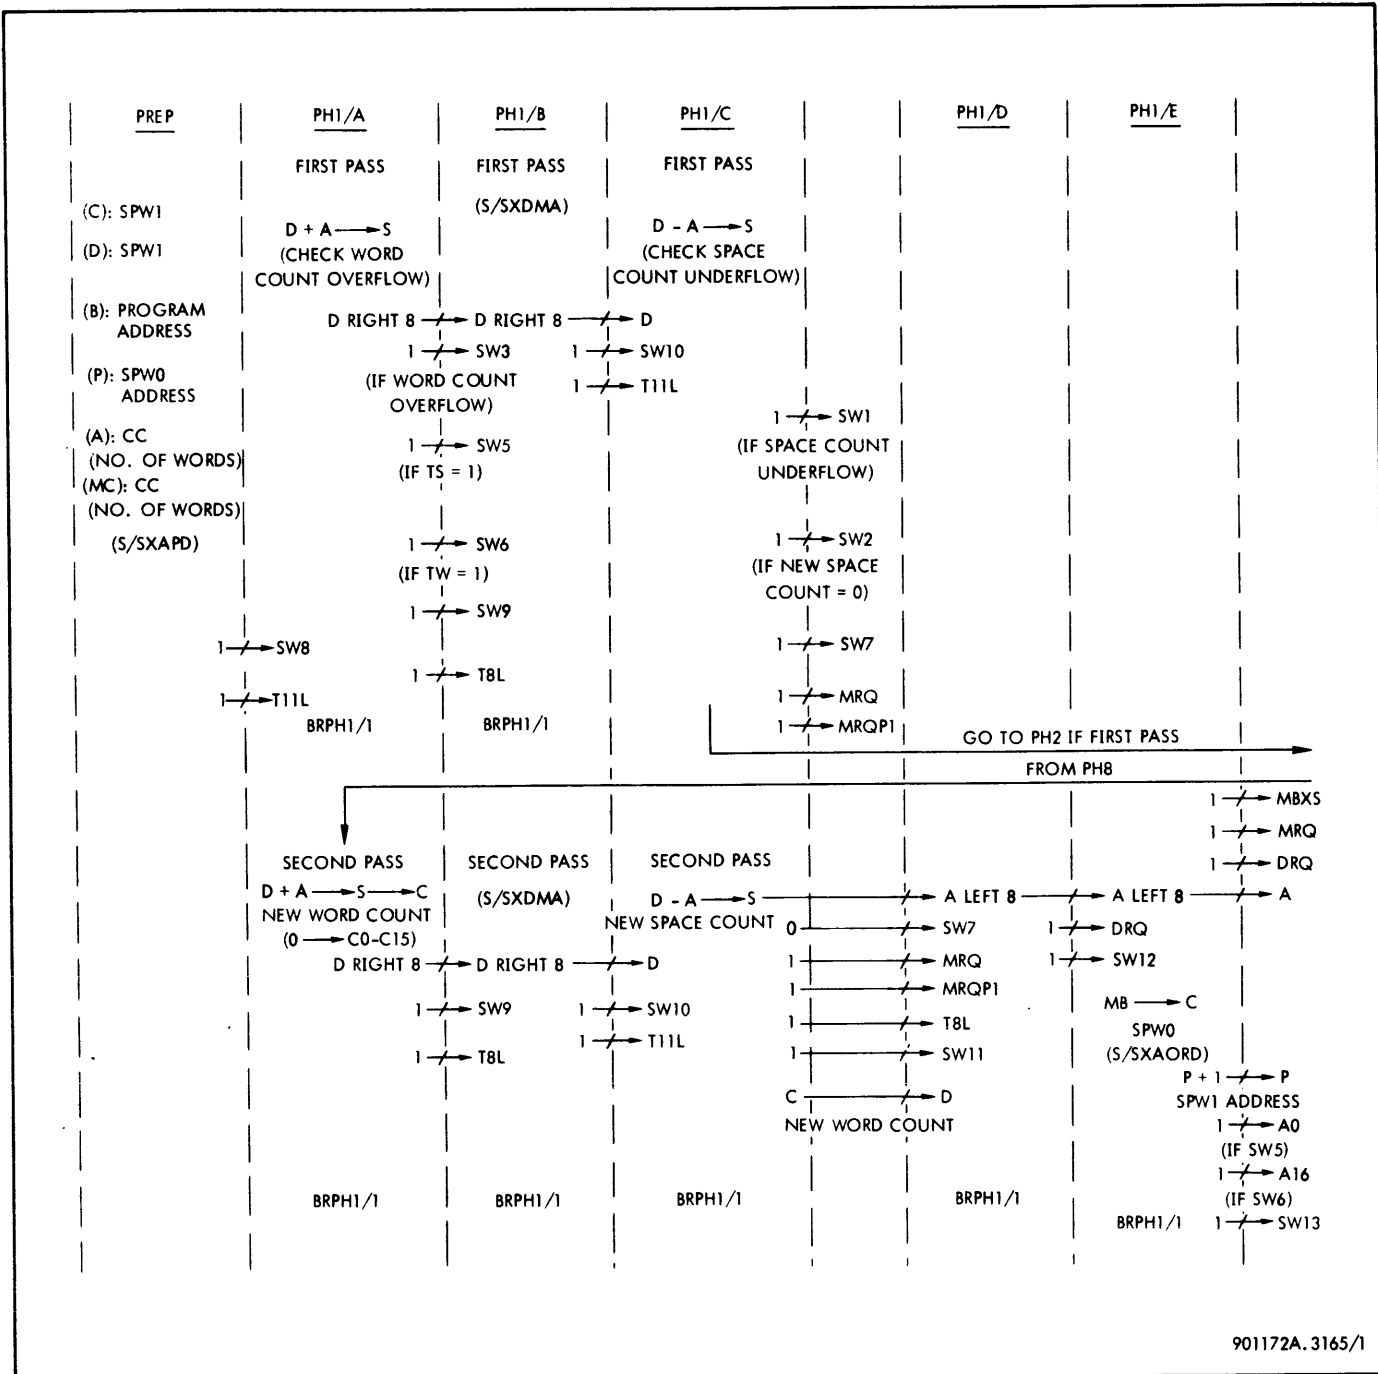 PREP
PH1/A
PH1/B
PH1/C
PH1/D
PH1/E
FIRST PASS
FIRST PASS
FIRST PASS
(S/SXDMA)
(C): SPW1
D + A → S
D - A → S
(D): SPW1
(CHECK WORD
COUNT OVERFLOW)
(CHECK SPACE
COUNT UNDERFLOW)
(B): PROGRAM
ADDRESS
D RIGHT 8 → D RIGHT 8 → D
1 → SW3
1 → SW10
(IF WORD COUNT
OVERFLOW)
1 → T11L
(P): SPW0
ADDRESS
1 → SW1
(IF SPACE COUNT
UNDERFLOW)
(A): CC
(NO. OF WORDS)
1 → SW5
(IF TS = 1)
(MC): CC
(NO. OF WORDS)
(S/SXAPD)
1 → SW6
(IF TW = 1)
1 → SW2
(IF NEW SPACE
COUNT = 0)
1 → SW9
1 → SW8
1 → SW7
1 → T8L
1 → T11L
1 → MRQ
BRPH1/1
BRPH1/1
1 → MRQP1
GO TO PH2 IF FIRST PASS
FROM PH8
1 → MBXS
1 → MRQ
1 → DRQ
SECOND PASS
SECOND PASS
SECOND PASS
D + A → S → C
(S/SXDMA)
D - A → S → A LEFT 8 → A LEFT 8 → A
NEW WORD COUNT
(0 → C0-C15)
NEW SPACE COUNT
0 → SW7
1 → DRQ
D RIGHT 8 → D RIGHT 8 → D
1 → MRQ
1 → SW12
1 → MRQP1
MB → C
1 → SW9
1 → SW10
1 → T8L
SPW0
1 → T8L
1 → T11L
1 → SW11
(S/SXAORD)
P + 1 → P
C → D
SPW1 ADDRESS
NEW WORD COUNT
1 → A0
(IF SW5)
1 → A16
(IF SW6)
BRPH1/1
BRPH1/1
BRPH1/1
BRPH1/1
BRPH1/1
1 → SW13
901172A.3165/1